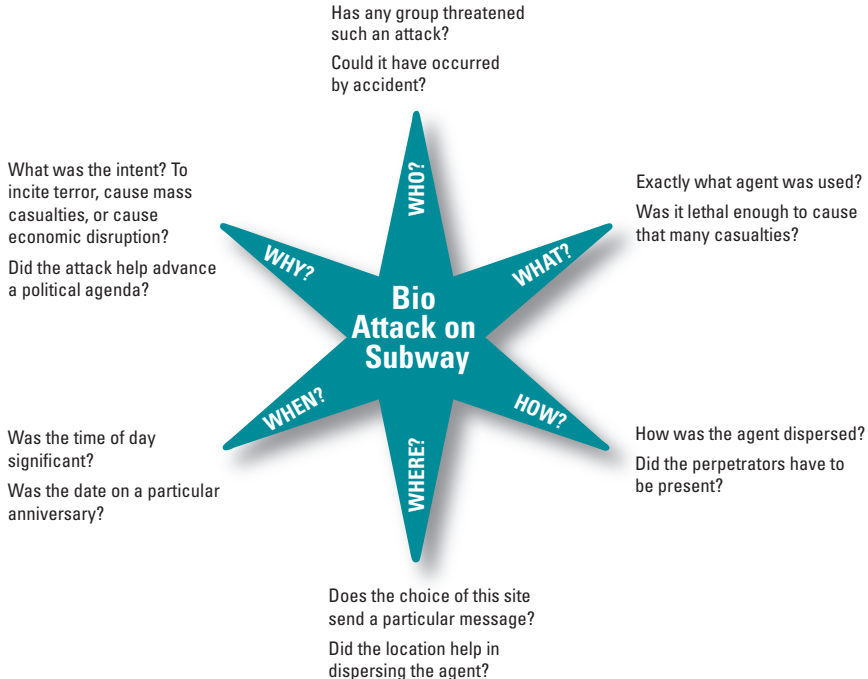 Has any group threatened
such an attack?
Could it have occurred
by accident?
WHO?
What was the intent? To
incite terror, cause mass
casualties, or cause
economic disruption?
Did the attack help advance
a political agenda?
WHY?
Exactly what agent was used?
Was it lethal enough to cause
that many casualties?
WHAT?
Bio
Attack on
Subway
WHEN?
Was the time of day
significant?
Was the date on a particular
anniversary?
HOW?
How was the agent dispersed?
Did the perpetrators have to
be present?
WHERE?
Does the choice of this site
send a particular message?
Did the location help in
dispersing the agent?